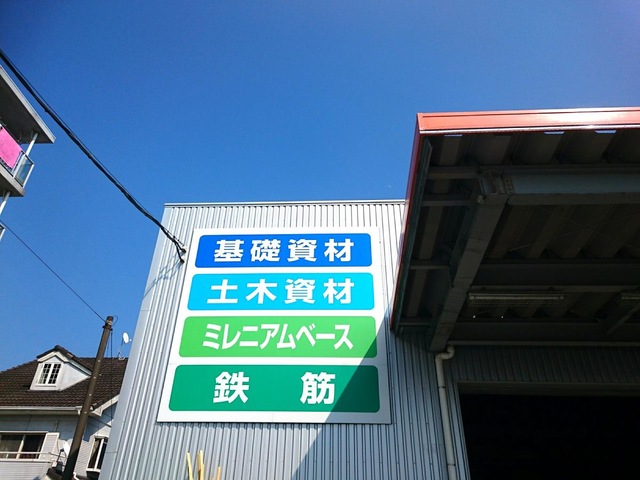 基礎資材
土木資材
ミレニアムベース
鉄 筋